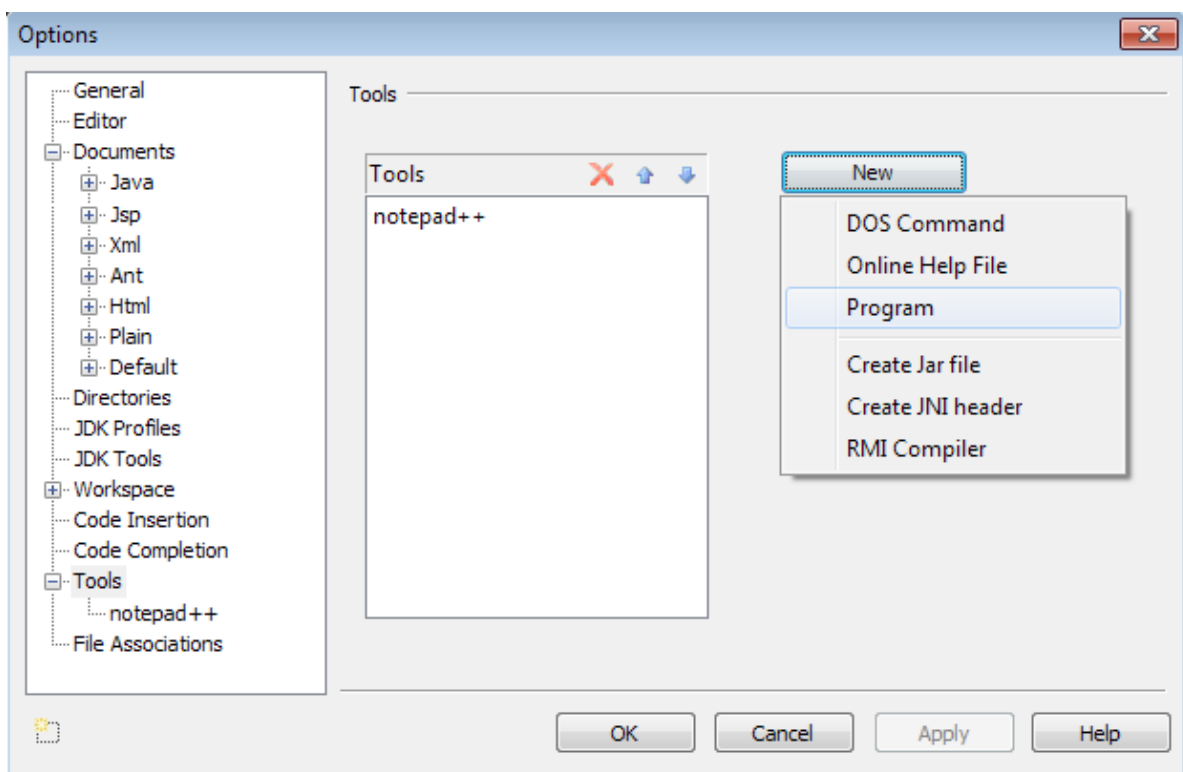 Options
General
Editor
Documents
Java
Jsp
Xml
Ant
Html
Plain
Default
Directories
JDK Profiles
JDK Tools
Workspace
Code Insertion
Code Completion
Tools
notepad++
File Associations
Tools
Tools
notepad++
New
DOS Command
Online Help File
Program
Create Jar file
Create JNI header
RMI Compiler
OK
Cancel
Apply
Help